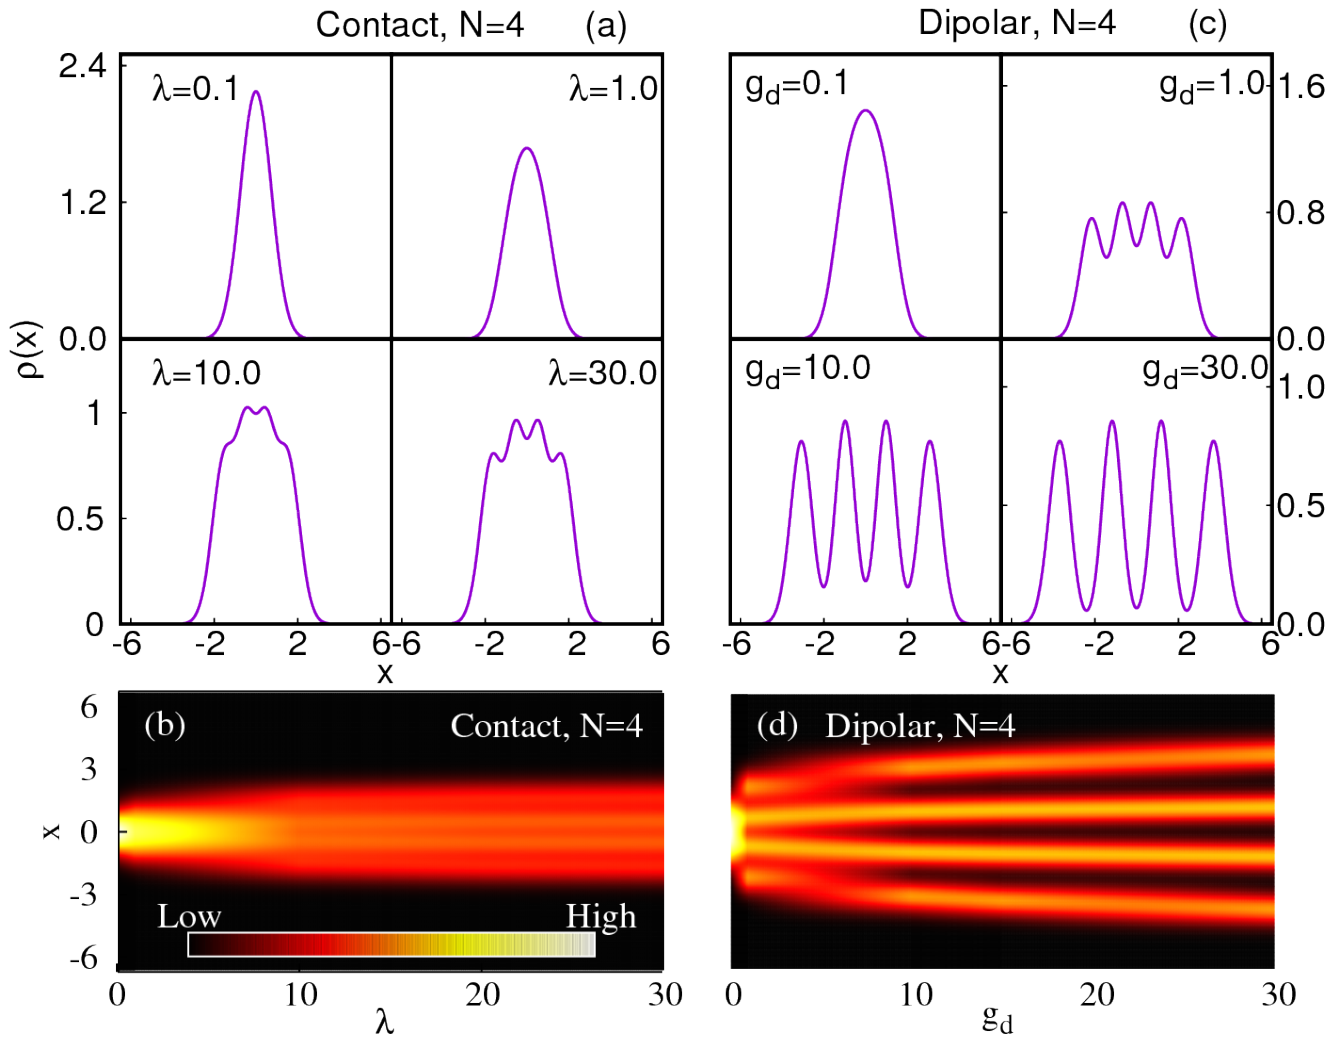 Contact, N=4 (a)
Dipolar, N=4 (c)
2.4
λ=0.1
λ=1.0
1.2
0.0
ρ(x)
λ=10.0
λ=30.0
1
0.5
0
-6 -2 2 6 -6 -2 2 6
x
g_d=0.1
g_d=1.0
1.6
0.8
0.0
g_d=10.0
g_d=30.0
1.0
0.5
0.0
-6 -2 2 6 -6 -2 2 6
x
6
(b) Contact, N=4
3
x 0
-3
Low High
-6
0 10 20 30
λ
(d) Dipolar, N=4
0 10 20 30
g_d